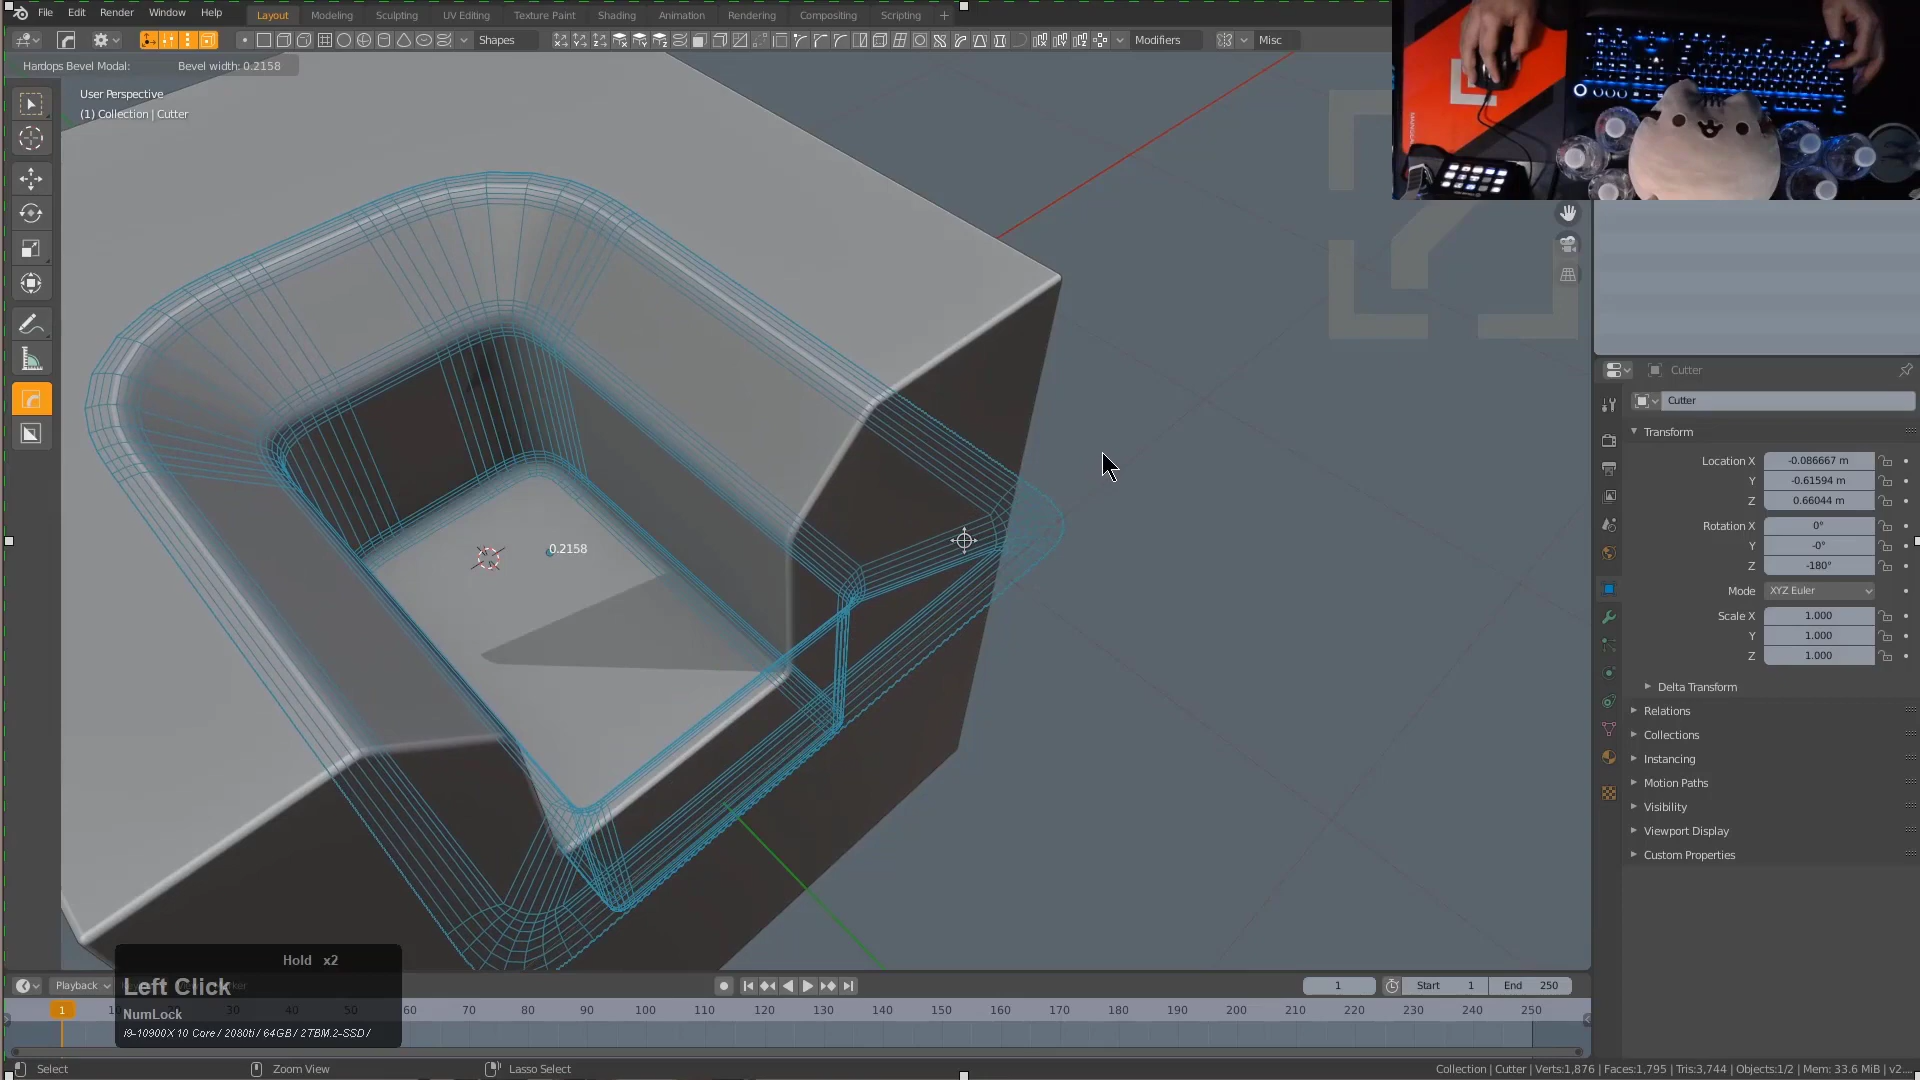 File Edit Render Window Help Layout Modeling Sculpting UV Editing Texture Paint Shading Animation Rendering Compositing Scripting
Shapes Modifiers Misc
Hardops Bevel Modal: Bevel width: 0.2158
User Perspective
(1) Collection | Cutter
0.2158
Cutter
Cutter
Transform
Location X -0.086667 m
Y -0.61594 m
Z 0.66044 m
Rotation X 0°
Y -0°
Z -180°
Mode XYZ Euler
Scale X 1.000
Y 1.000
Z 1.000
Delta Transform
Relations
Collections
Instancing
Motion Paths
Visibility
Viewport Display
Custom Properties
Hold x2
Left Click
NumLock
i9-10900X 10 Core / 2080ti / 64GB / 2TBM.2-SSD /
Playback
1 Start 1 End 250
1 70 80 90 100 110 120 130 140 150 160 170 180 190 200 210 220 230 240 250
Select Zoom View Lasso Select Collection | Cutter | Verts:1,876 | Faces:1,795 | Tris:3,744 | Objects:1/2 | Mem: 33.6 MiB | v2....